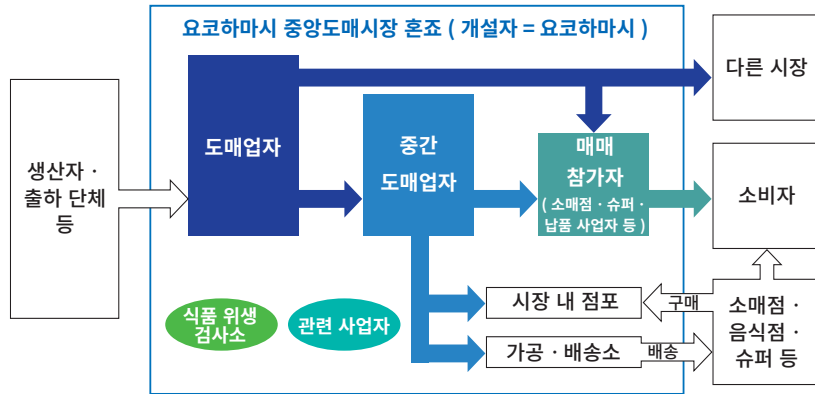 요코하마시 중앙도매시장 혼죠 ( 개설자 = 요코하마시 )
생산자 ·
출하 단체
등
도매업자
중간
도매업자
매매
참가자
( 소매점 · 슈퍼 ·
납품 사업자 등 )
다른 시장
소비자
식품 위생
검사소
관련 사업자
시장 내 점포
구매
가공 · 배송소
배송
소매점 ·
음식점 ·
슈퍼 등